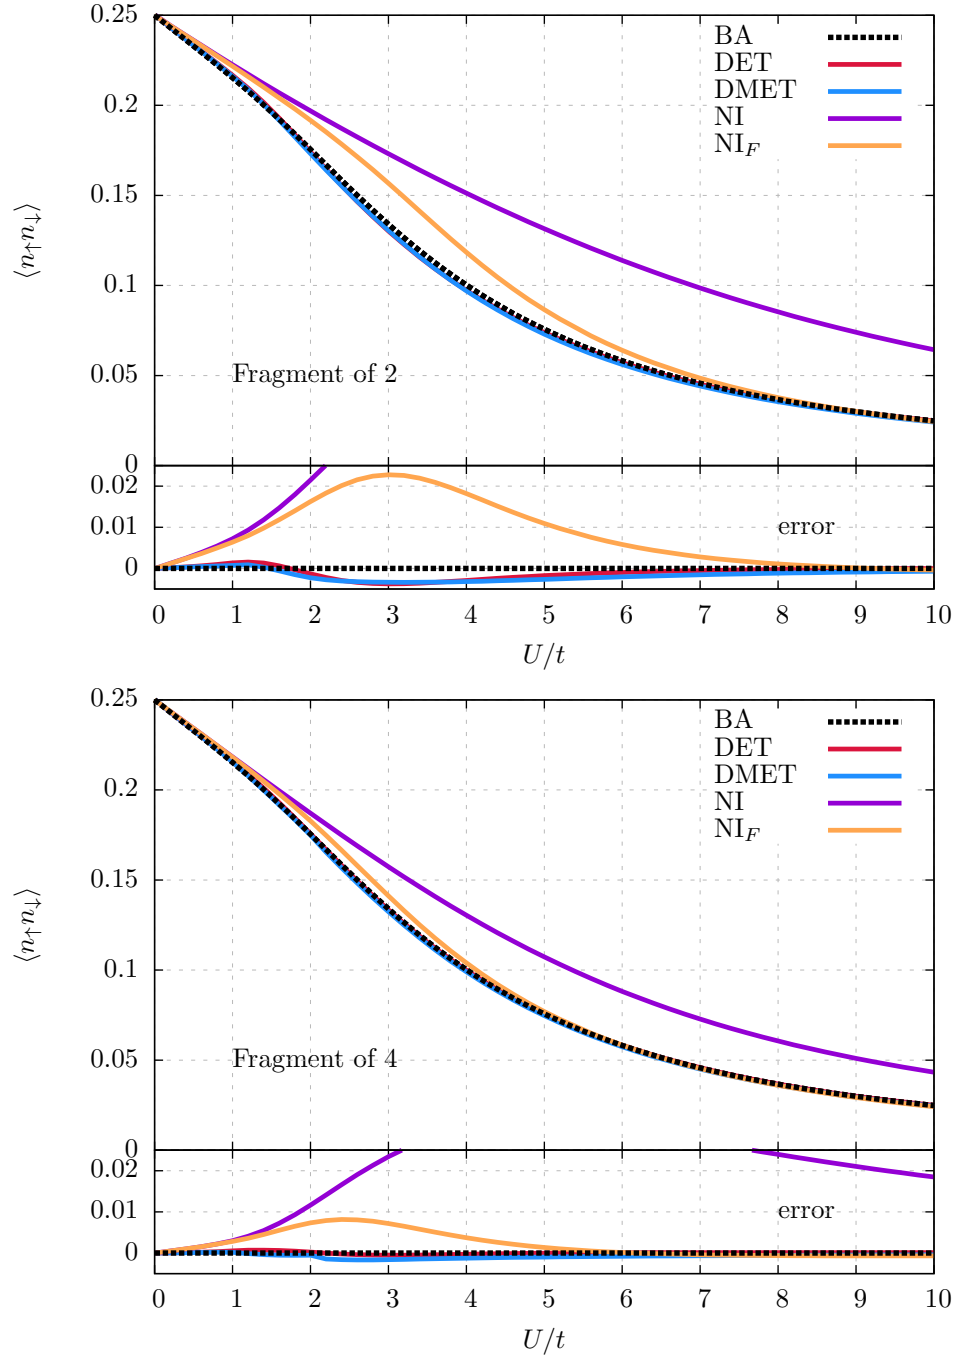 0.25
0.2
0.15
0.1
0.05
0
⟨n↑n↓⟩
BA
DET
DMET
NI
NI_F
Fragment of 2
0.02
0.01
0
error
0 1 2 3 4 5 6 7 8 9 10
U/t
0.25
0.2
0.15
0.1
0.05
0
⟨n↑n↓⟩
BA
DET
DMET
NI
NI_F
Fragment of 4
0.02
0.01
0
error
0 1 2 3 4 5 6 7 8 9 10
U/t